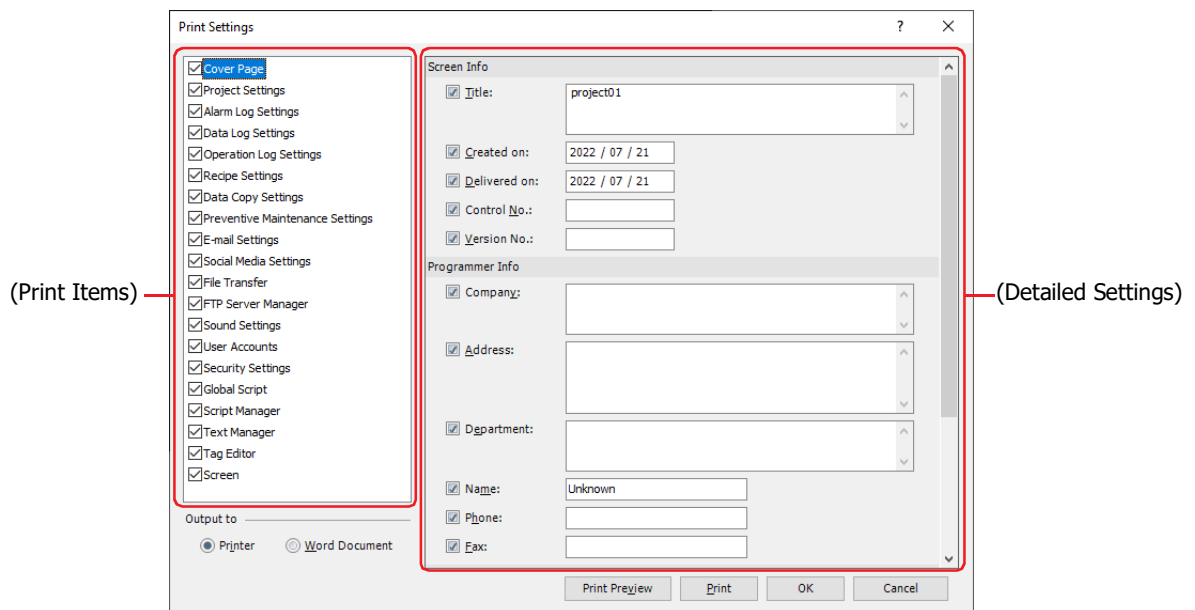 Print Settings
?
Cover Page
Project Settings
Alarm Log Settings
Data Log Settings
Operation Log Settings
Recipe Settings
Data Copy Settings
Preventive Maintenance Settings
E-mail Settings
Social Media Settings
File Transfer
FTP Server Manager
Sound Settings
User Accounts
Security Settings
Global Script
Script Manager
Text Manager
Tag Editor
Screen
(Print Items)
Output to
Printer Word Document
Screen Info
Title: project01
Created on: 2022 / 07 / 21
Delivered on: 2022 / 07 / 21
Control No.:
Version No.:
Programmer Info
Company:
Address:
Department:
Name: Unknown
Phone:
Fax:
(Detailed Settings)
Print Preview Print OK Cancel